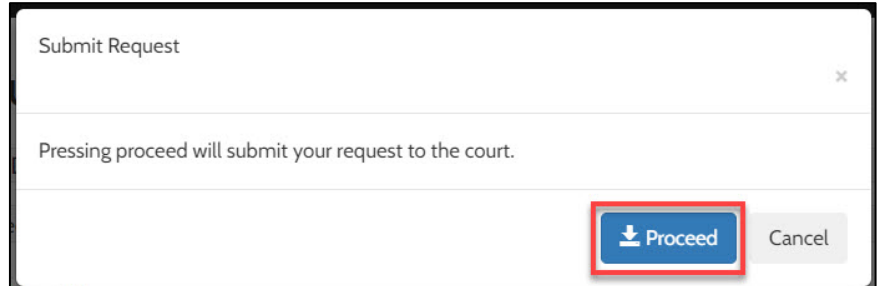 Submit Request
×
Pressing proceed will submit your request to the court.
Proceed Cancel